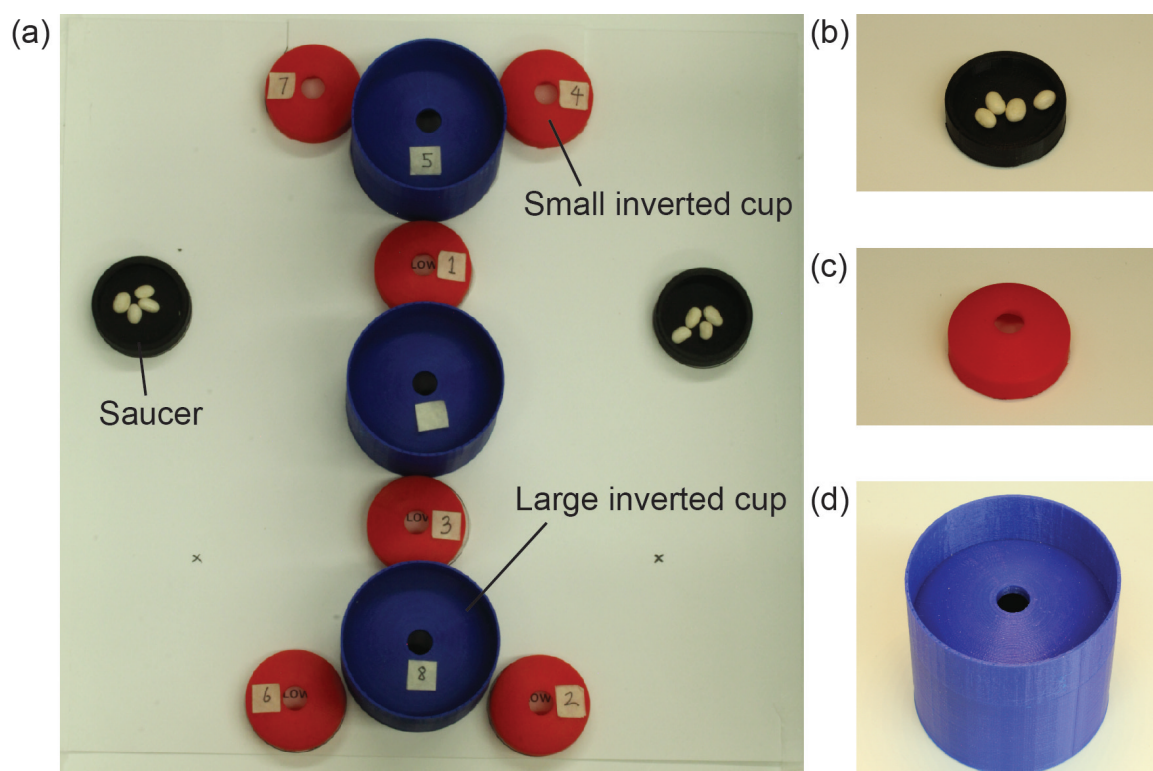 (a)
7
4
5
Small inverted cup
LOW
1
Saucer
Large inverted cup
LOW
3
x
x
8
LOW
6
OW
2
(b)
(c)
(d)